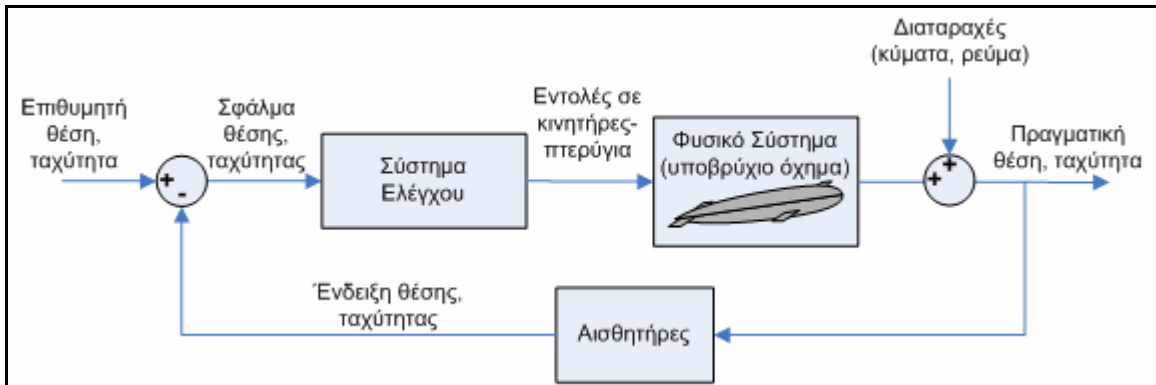 Επιθυμητή
θέση,
ταχύτητα
+
-
Σφάλμα
θέσης,
ταχύτητας
Σύστημα
Ελέγχου
Εντολές σε
κινητήρες-
πτερύγια
Φυσικό Σύστημα
(υποβρύχιο όχημα)
Διαταραχές
(κύματα, ρεύμα)
+
+
Πραγματική
θέση, ταχύτητα
Ένδειξη θέσης,
ταχύτητας
Αισθητήρες